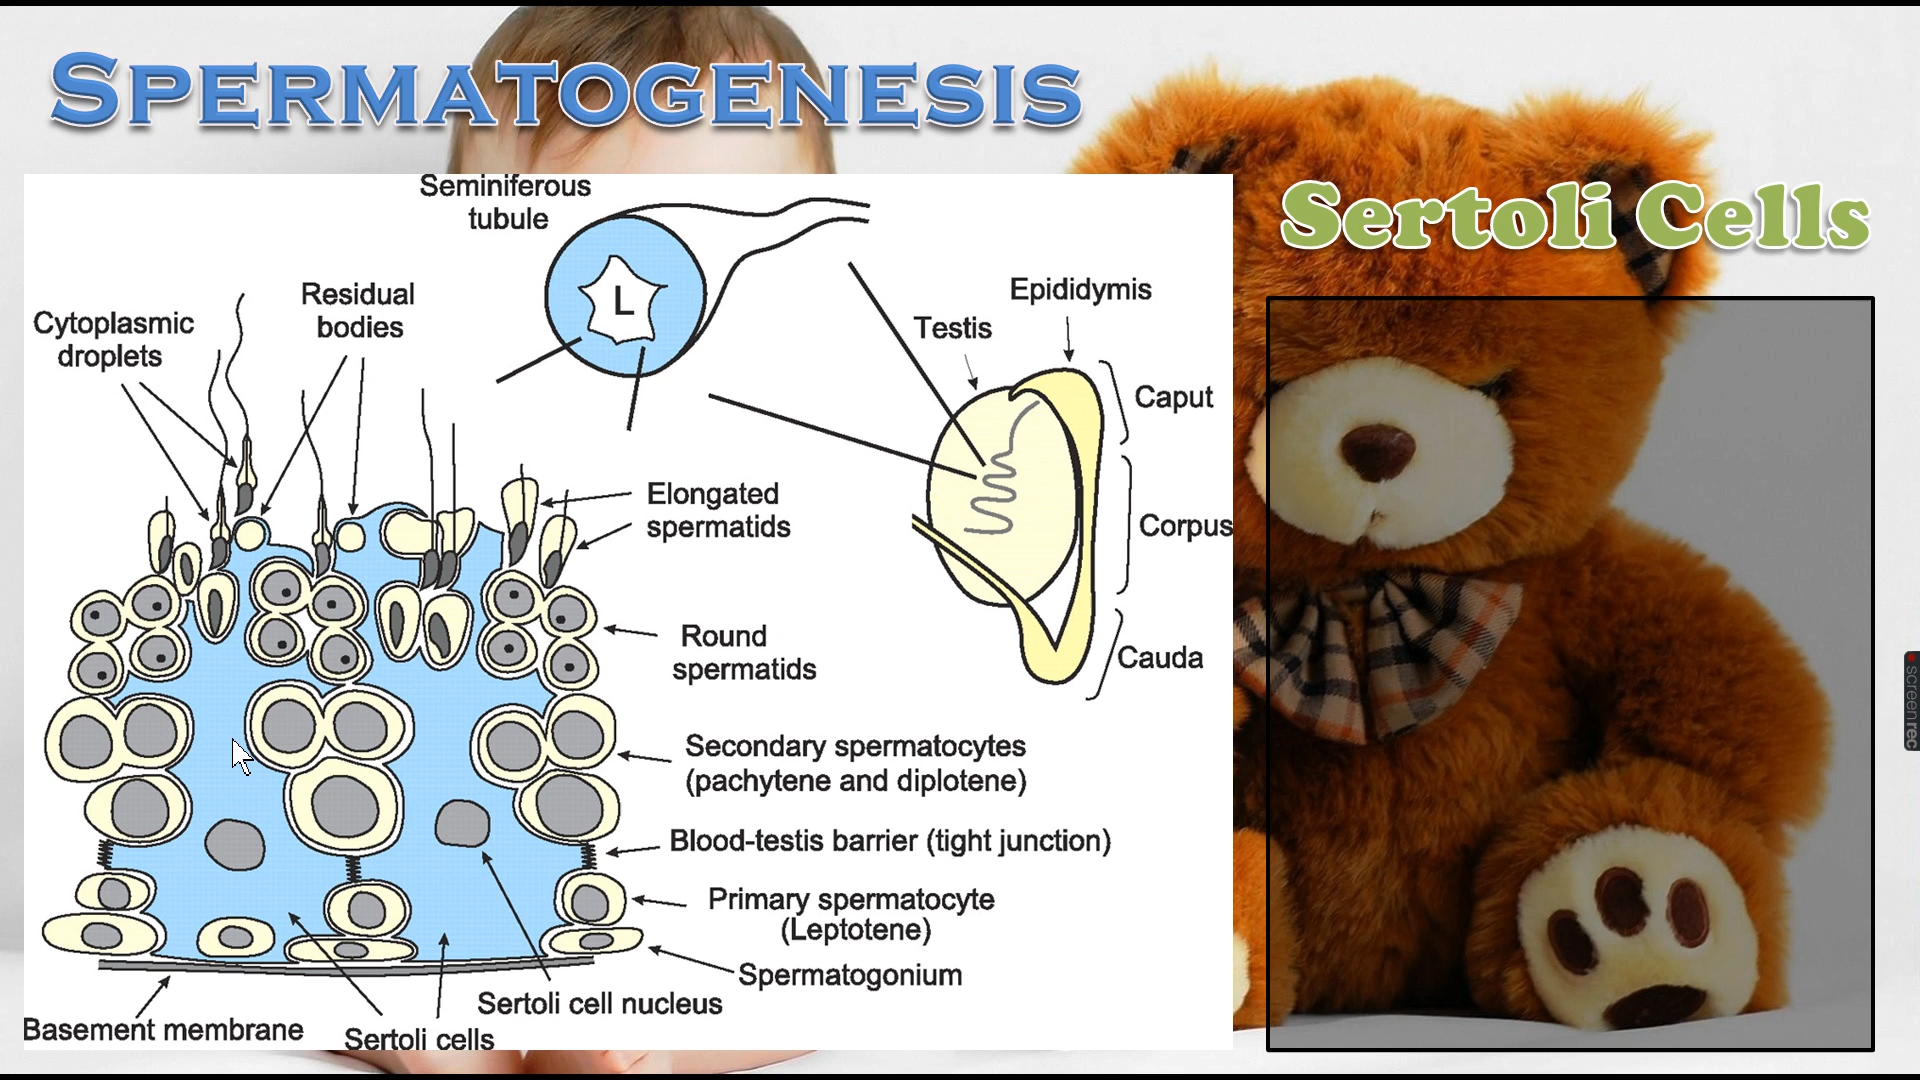 SPERMATOGENESIS
Sertoli Cells
Seminiferous
tubule
L
Residual
bodies
Cytoplasmic
droplets
Epididymis
Testis
Caput
Corpus
Cauda
Elongated
spermatids
Round
spermatids
Secondary spermatocytes
(pachytene and diplotene)
Blood-testis barrier (tight junction)
Primary spermatocyte
(Leptotene)
Spermatogonium
Sertoli cell nucleus
Basement membrane
Sertoli cells
screenrec